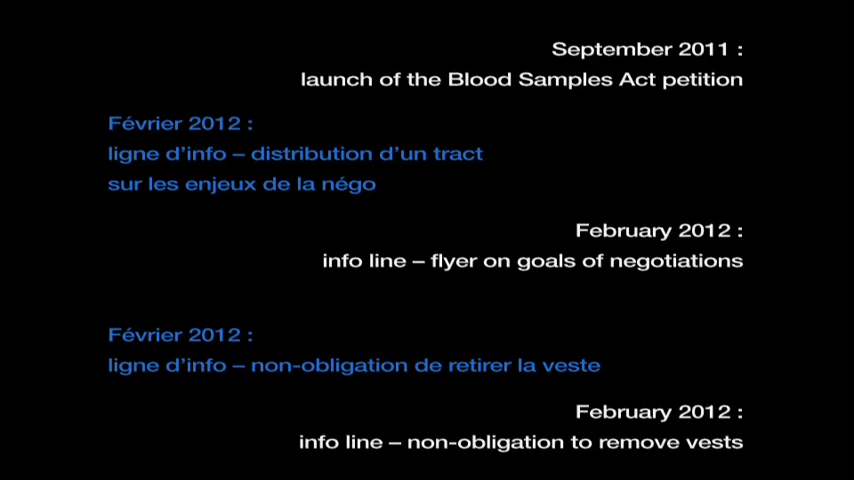 September 2011 :
launch of the Blood Samples Act petition
Février 2012 :
ligne d’info – distribution d’un tract
sur les enjeux de la négo
February 2012 :
info line – flyer on goals of negotiations
Février 2012 :
ligne d’info – non-obligation de retirer la veste
February 2012 :
info line – non-obligation to remove vests